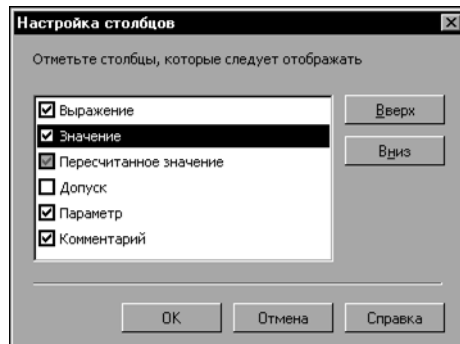 Настройка столбцов
Отметьте столбцы, которые следует отображать
Выражение
Значение
Пересчитанное значение
Допуск
Параметр
Комментарий
Вверх
Вниз
OK
Отмена
Справка